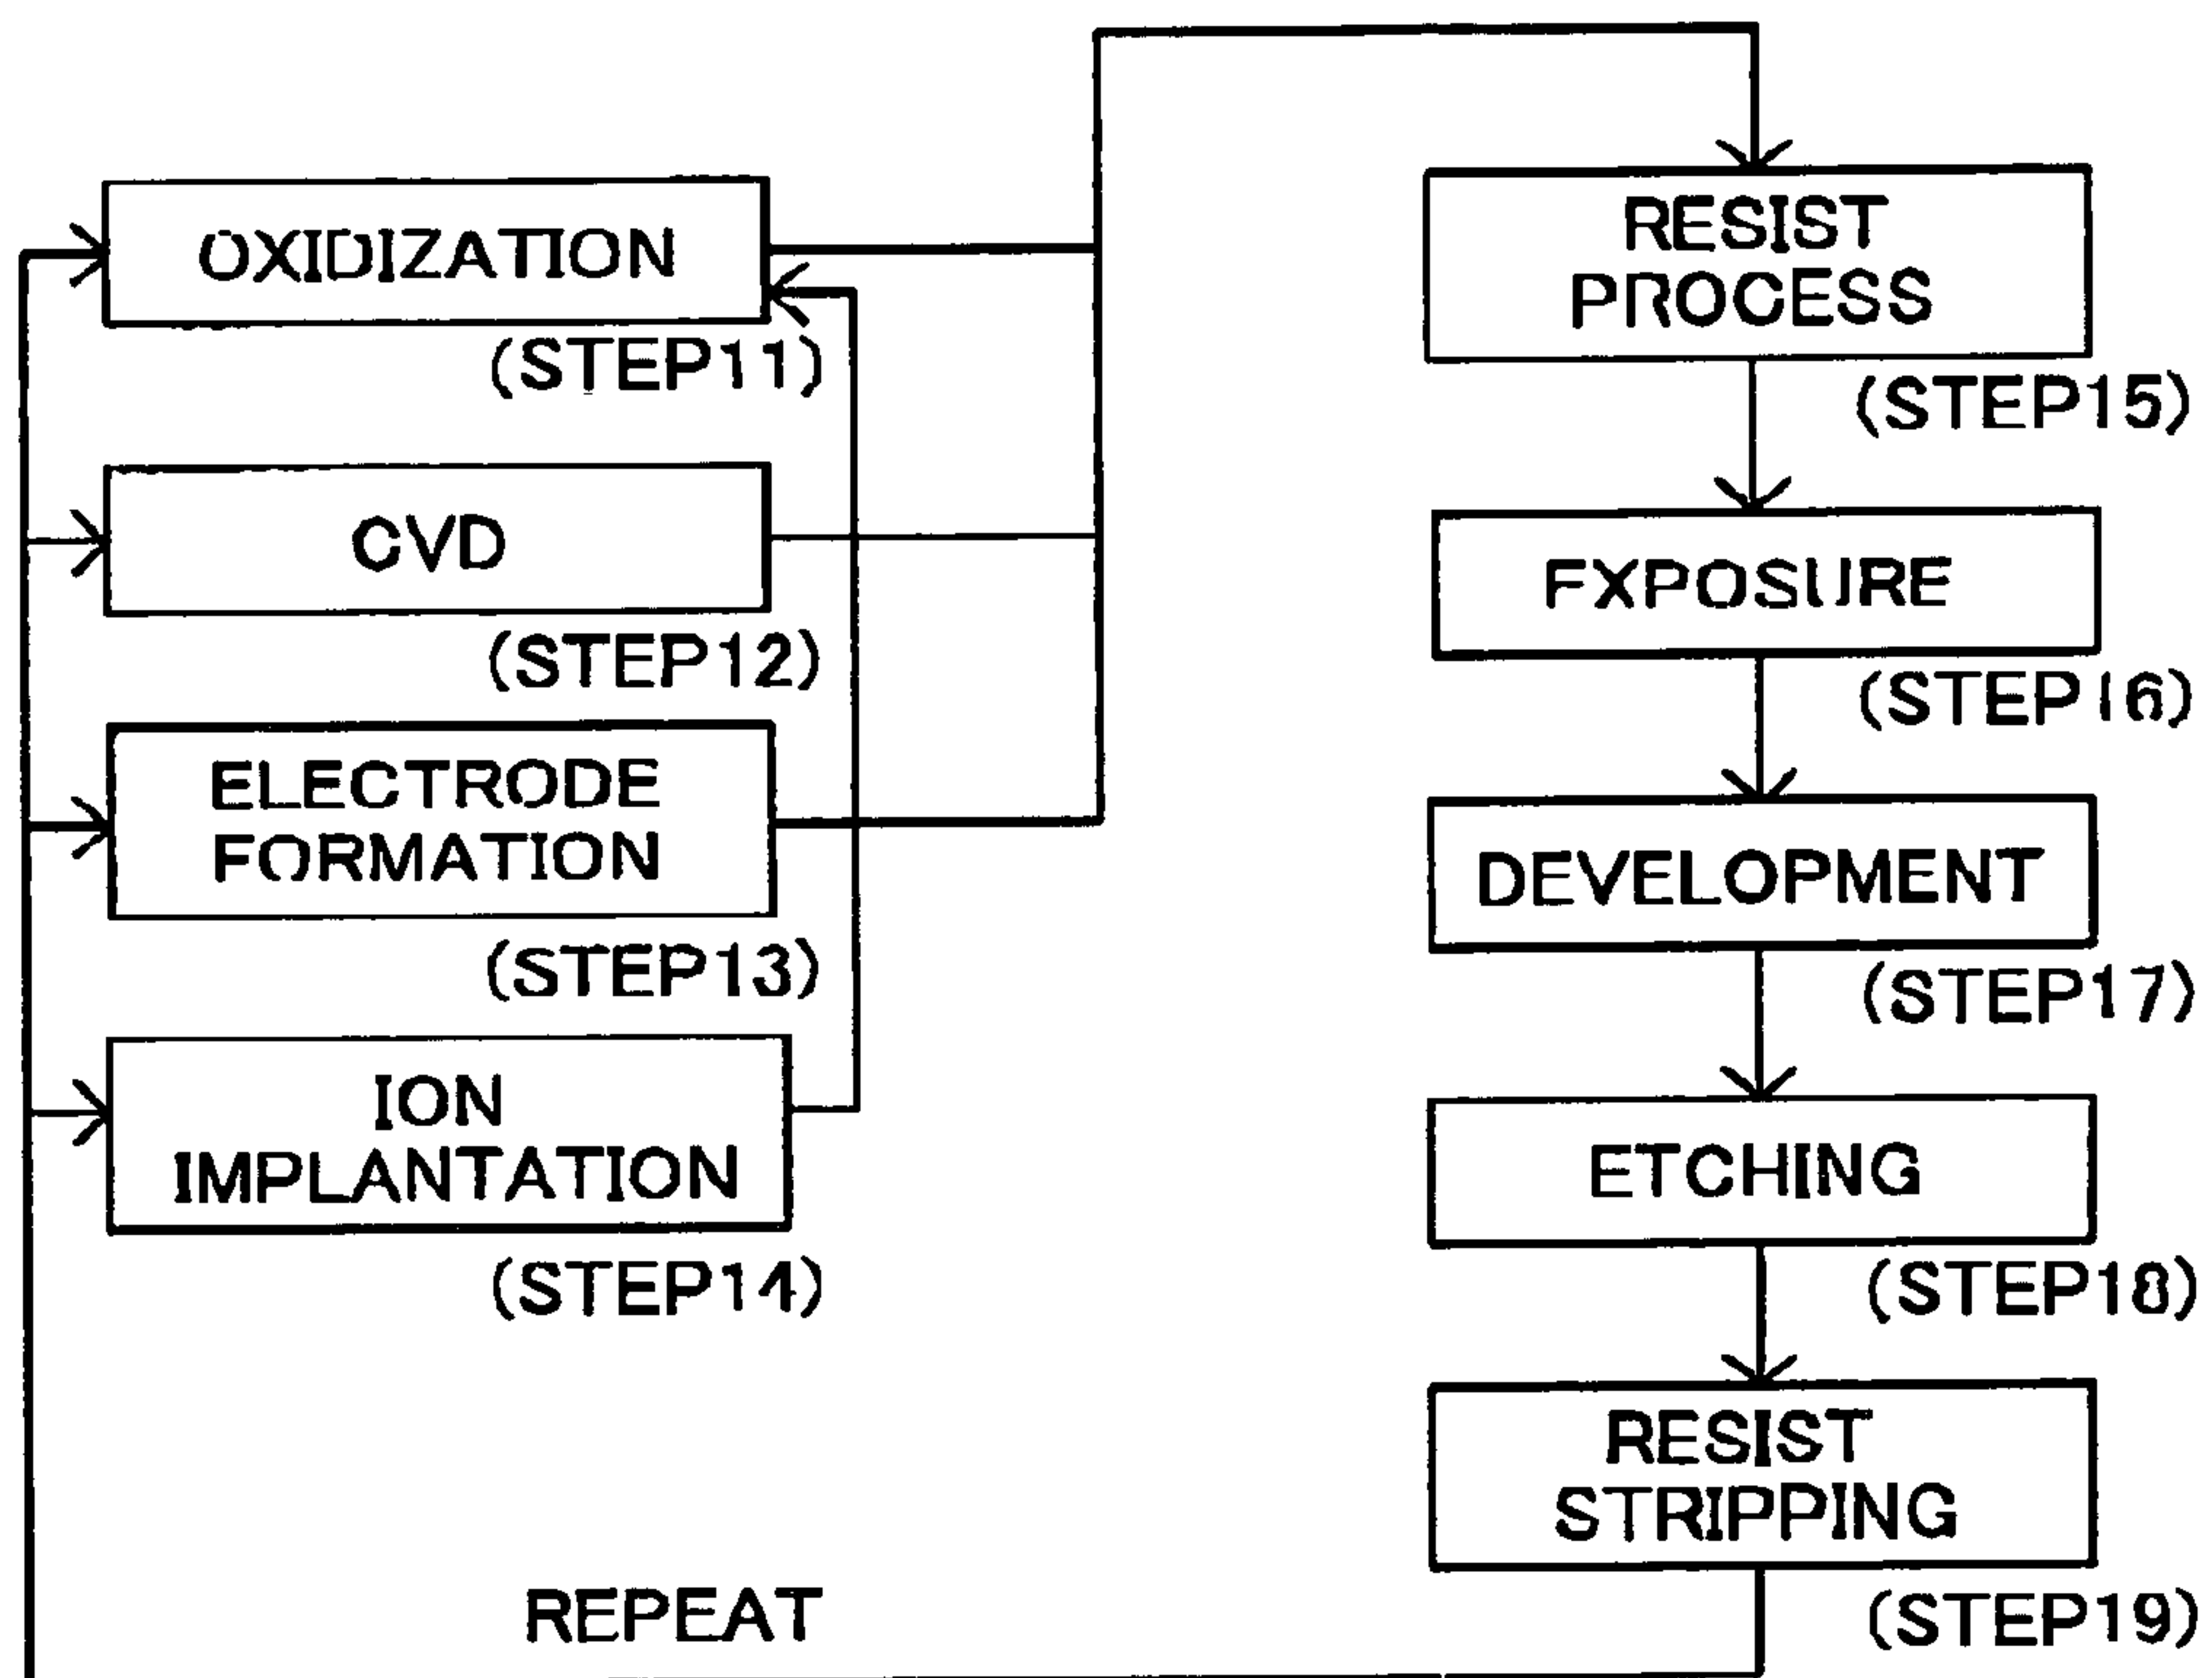 OXIDIZATION
(STEP11)
CVD
(STEP12)
ELECTRODE
FORMATION
(STEP13)
ION
IMPLANTATION
(STEP14)
RESIST
PROCESS
(STEP15)
EXPOSURE
(STEP16)
DEVELOPMENT
(STEP17)
ETCHING
(STEP18)
RESIST
STRIPPING
(STEP19)
REPEAT